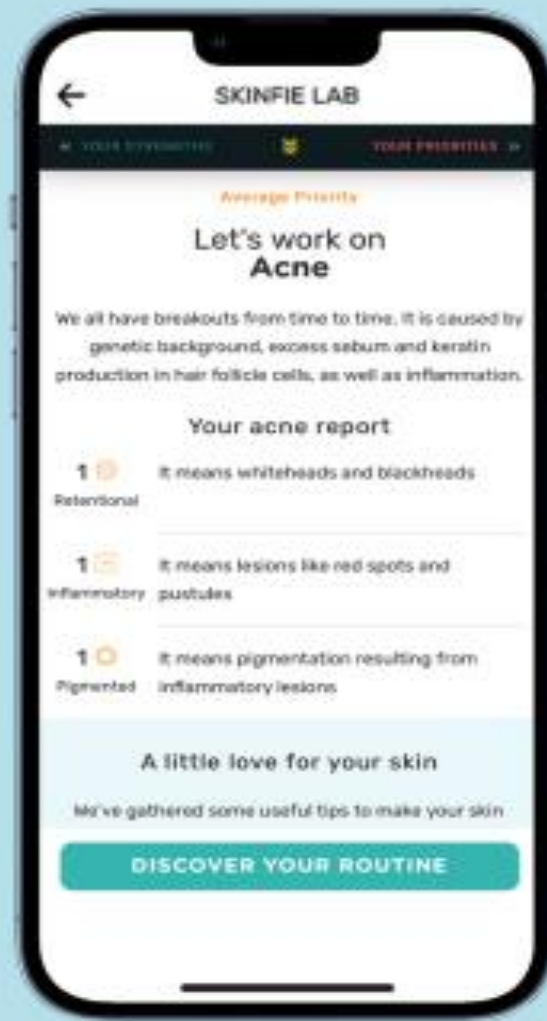 SKINFIE LAB
« YOUR STRENGTHS YOUR PRIORITIES »
Average Priority
Let's work on
Acne
We all have breakouts from time to time. It is caused by
genetic background, excess sebum and keratin
production in hair follicle cells, as well as inflammation.
Your acne report
1 It means whiteheads and blackheads
Retentional
1 It means lesions like red spots and
Inflammatory pustules
1 It means pigmentation resulting from
Pigmented inflammatory lesions
A little love for your skin
We've gathered some useful tips to make your skin
DISCOVER YOUR ROUTINE